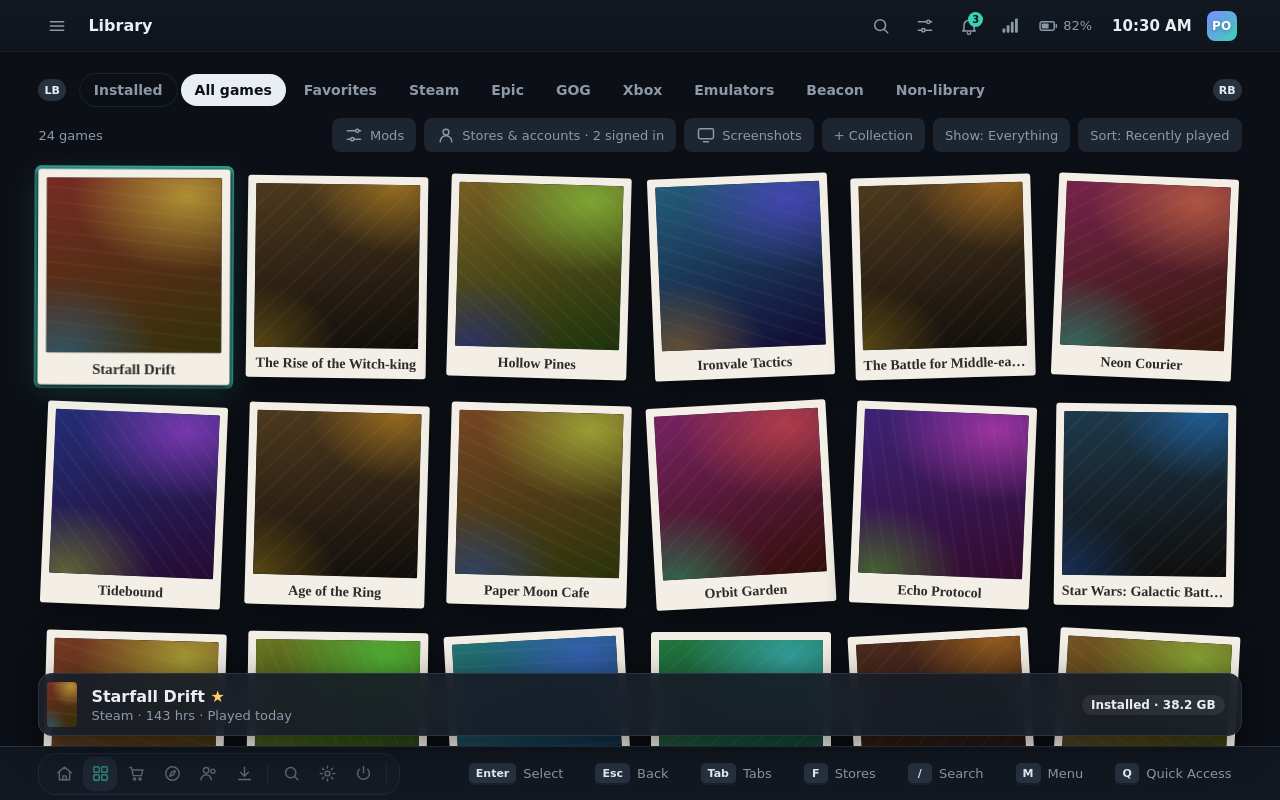 Library
3
82%
10:30 AM
PO
LB
Installed
All games
Favorites
Steam
Epic
GOG
Xbox
Emulators
Beacon
Non-library
RB
24 games
Mods
Stores & accounts · 2 signed in
Screenshots
+ Collection
Show: Everything
Sort: Recently played
Starfall Drift
The Rise of the Witch-king
Hollow Pines
Ironvale Tactics
The Battle for Middle-ea…
Neon Courier
Tidebound
Age of the Ring
Paper Moon Cafe
Orbit Garden
Echo Protocol
Star Wars: Galactic Batt…
Starfall Drift ★
Steam · 143 hrs · Played today
Installed · 38.2 GB
Enter Select
Esc Back
Tab Tabs
F Stores
/ Search
M Menu
Q Quick Access